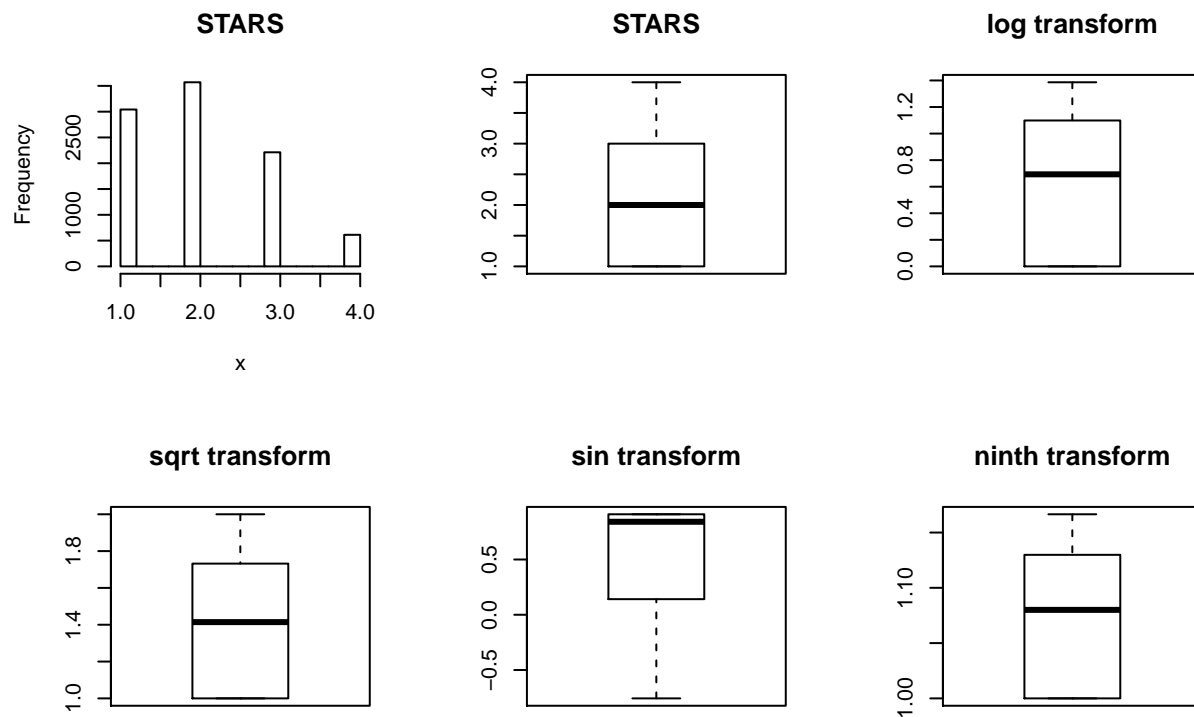 STARS
Frequency
0
1000
2500
1.0 2.0 3.0 4.0
x
STARS
1.0
2.0
3.0
4.0
log transform
0.0
0.4
0.8
1.2
sqrt transform
1.0
1.4
1.8
sin transform
−0.5
0.0
0.5
ninth transform
1.00
1.10